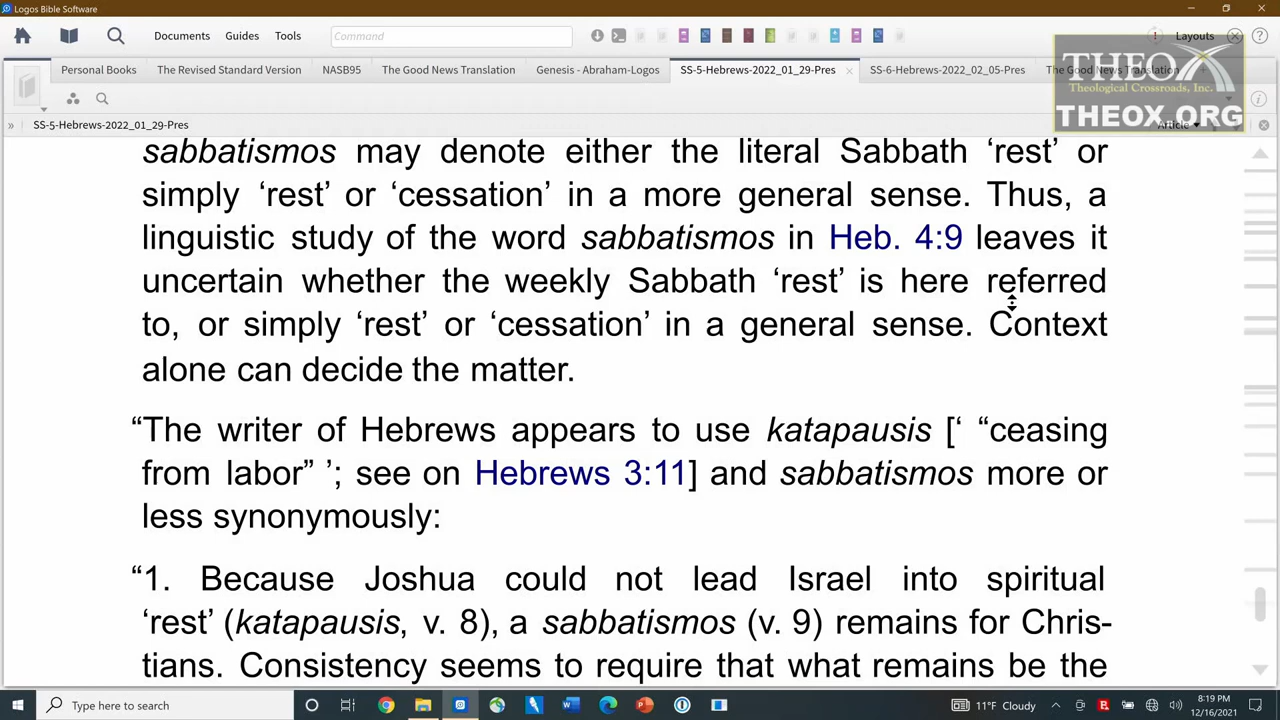 Logos Bible Software
Documents Guides Tools Command Layouts
Personal Books The Revised Standard Version NASB95 The Good News Translation Genesis - Abraham-Logos SS-5-Hebrews-2022_01_29-Pres SS-6-Hebrews-2022_02_05-Pres The Good News Translation
THEOX
Theological Crossroads, Inc.
THEOX.ORG
SS-5-Hebrews-2022_01_29-Pres Article
sabbatismos may denote either the literal Sabbath ‘rest’ or
simply ‘rest’ or ‘cessation’ in a more general sense. Thus, a
linguistic study of the word sabbatismos in Heb. 4:9 leaves it
uncertain whether the weekly Sabbath ‘rest’ is here referred
to, or simply ‘rest’ or ‘cessation’ in a general sense. Context
alone can decide the matter.
“The writer of Hebrews appears to use katapausis [‘ “ceasing
from labor” ’; see on Hebrews 3:11] and sabbatismos more or
less synonymously:
“1. Because Joshua could not lead Israel into spiritual
‘rest’ (katapausis, v. 8), a sabbatismos (v. 9) remains for Chris-
tians. Consistency seems to require that what remains be the
Type here to search 11°F Cloudy 8:19 PM
12/16/2021